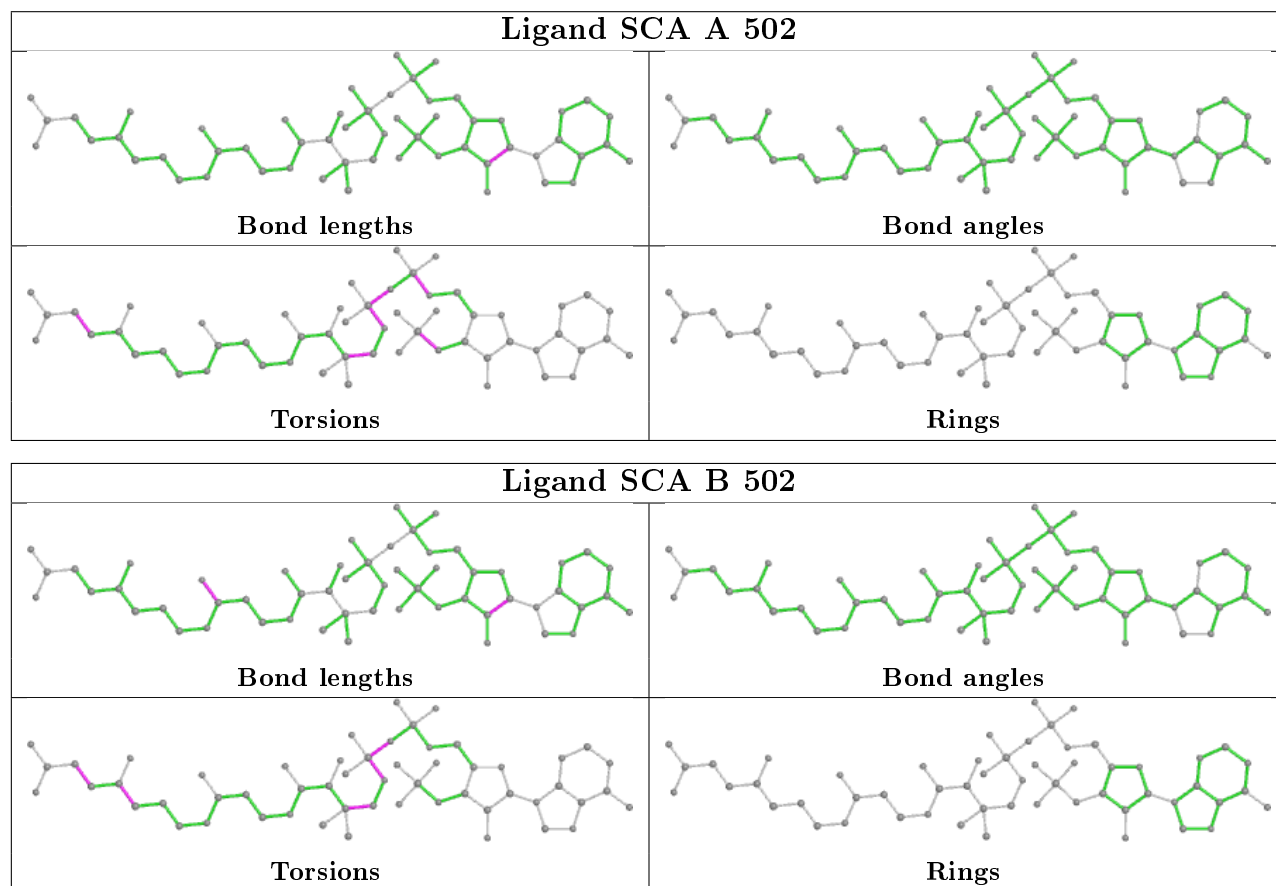 Ligand SCA A 502
Bond lengths
Bond angles
Torsions
Rings
Ligand SCA B 502
Bond lengths
Bond angles
Torsions
Rings